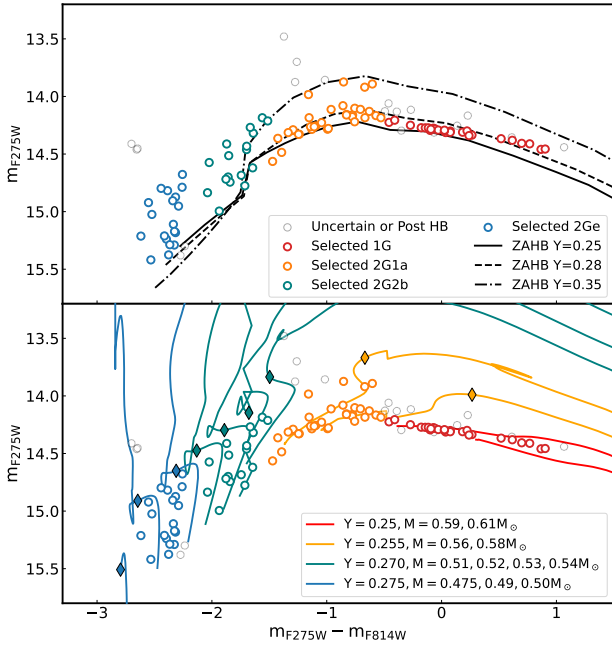 13.5
14.0
14.5
15.0
15.5
m_F275W
Uncertain or Post HB
Selected 1G
Selected 2G1a
Selected 2G2b
Selected 2Ge
ZAHB Y=0.25
ZAHB Y=0.28
ZAHB Y=0.35
13.5
14.0
14.5
15.0
15.5
m_F275W
Y = 0.25, M = 0.59, 0.61M⊙
Y = 0.255, M = 0.56, 0.58M⊙
Y = 0.270, M = 0.51, 0.52, 0.53, 0.54M⊙
Y = 0.275, M = 0.475, 0.49, 0.50M⊙
−3 −2 −1 0 1
m_F275W − m_F814W